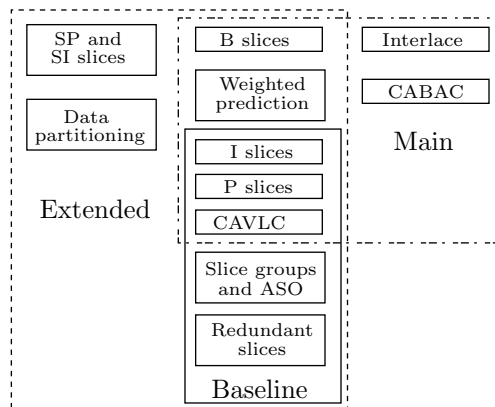 SP and
SI slices
B slices
Interlace
Weighted
prediction
CABAC
Data
partitioning
Main
I slices
P slices
Extended
CAVLC
Slice groups
and ASO
Redundant
slices
Baseline